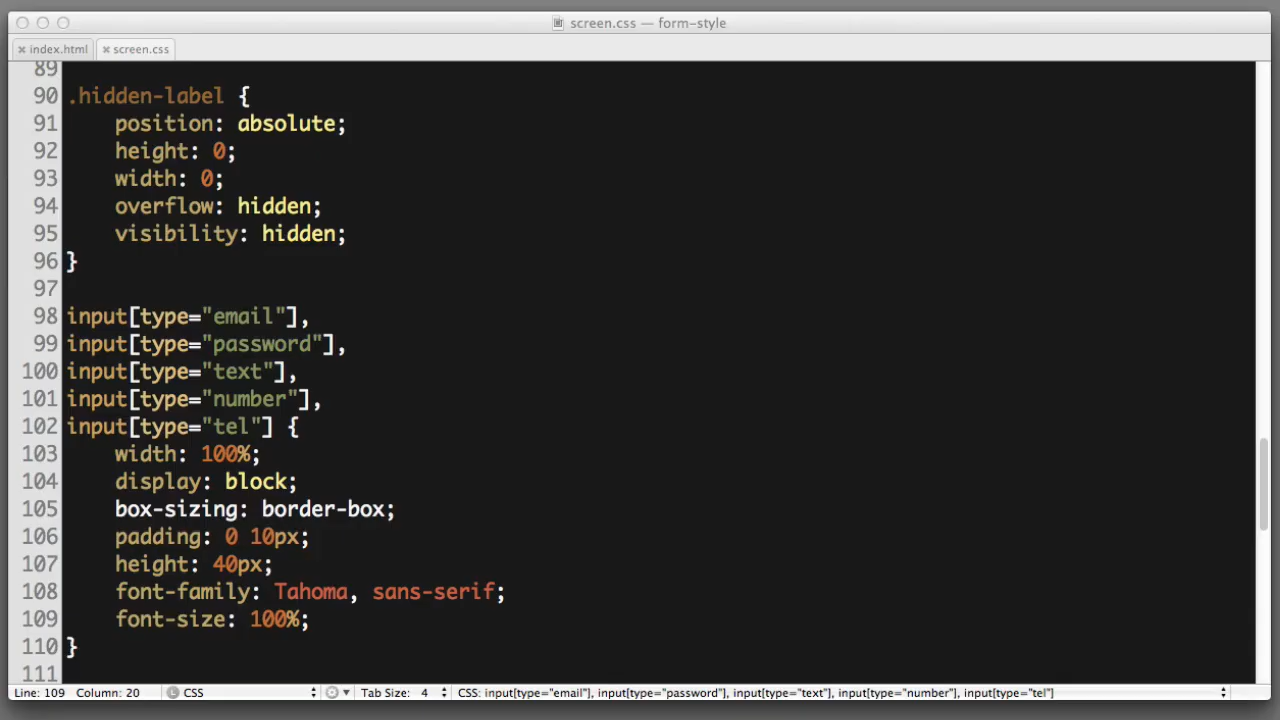 screen.css — form-style
index.html screen.css
89
90 .hidden-label {
91     position: absolute;
92     height: 0;
93     width: 0;
94     overflow: hidden;
95     visibility: hidden;
96 }
97
98 input[type="email"],
99 input[type="password"],
100 input[type="text"],
101 input[type="number"],
102 input[type="tel"] {
103     width: 100%;
104     display: block;
105     box-sizing: border-box;
106     padding: 0 10px;
107     height: 40px;
108     font-family: Tahoma, sans-serif;
109     font-size: 100%;
110 }
111
Line: 109 Column: 20 L CSS Tab Size: 4 CSS: input[type="email"], input[type="password"], input[type="text"], input[type="number"], input[type="tel"]